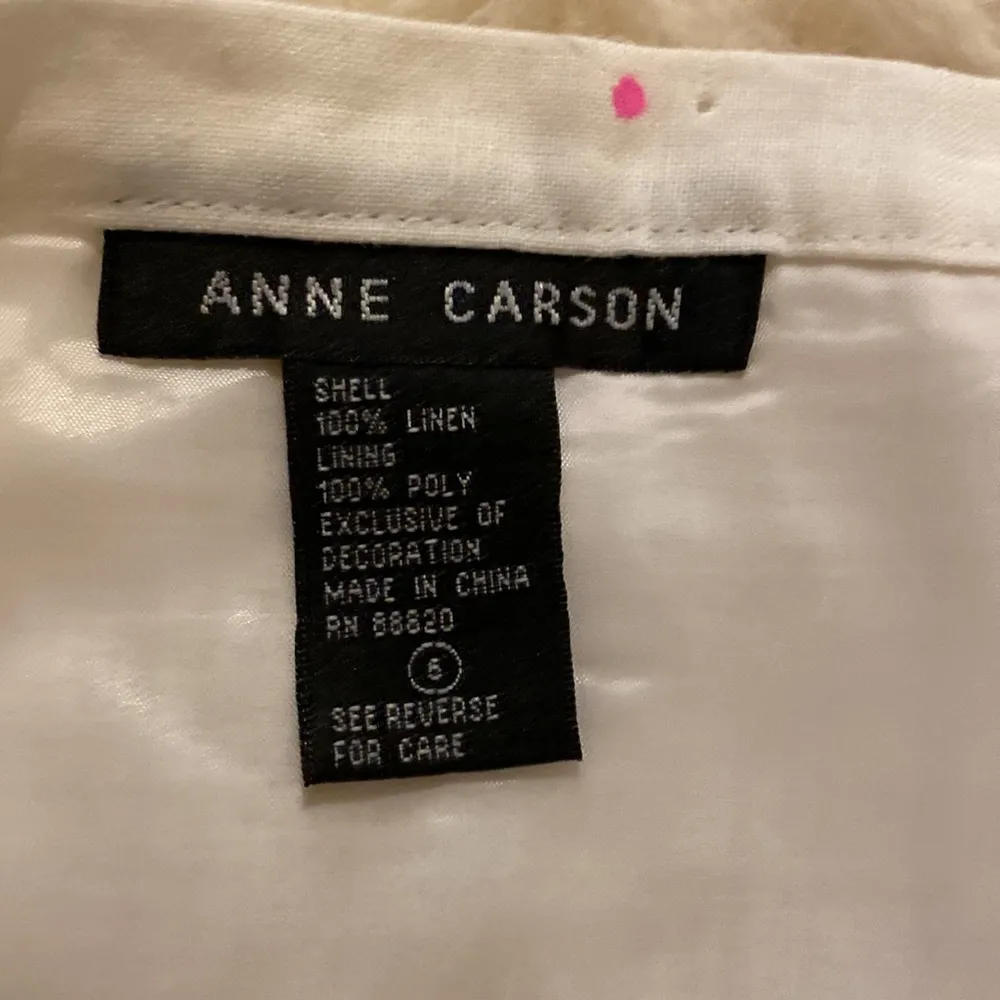 ANNE CARSON
SHELL
100% LINEN
LINING
100% POLY
EXCLUSIVE OF
DECORATION
MADE IN CHINA
RN 88820
6
SEE REVERSE
FOR CARE